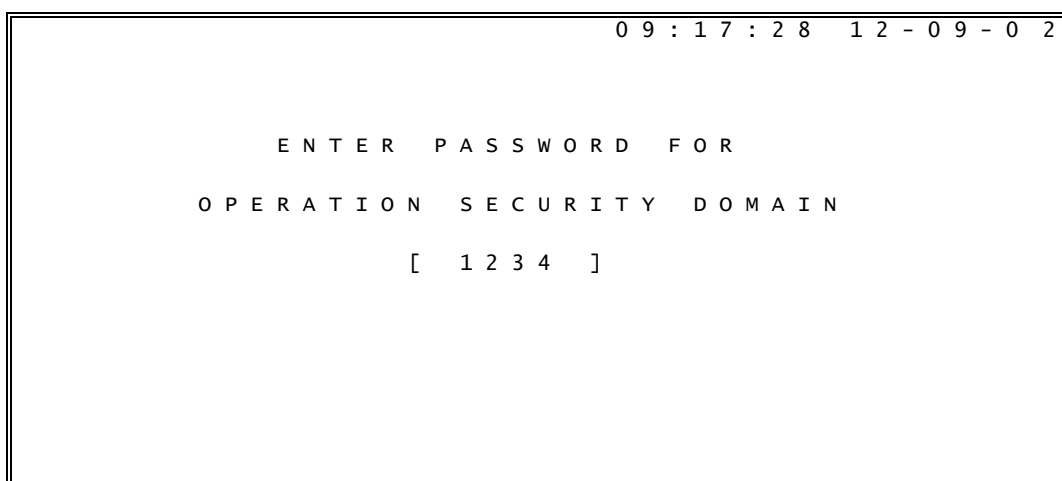 09:17:28 12-09-02
ENTER PASSWORD FOR
OPERATION SECURITY DOMAIN
[ 1234 ]